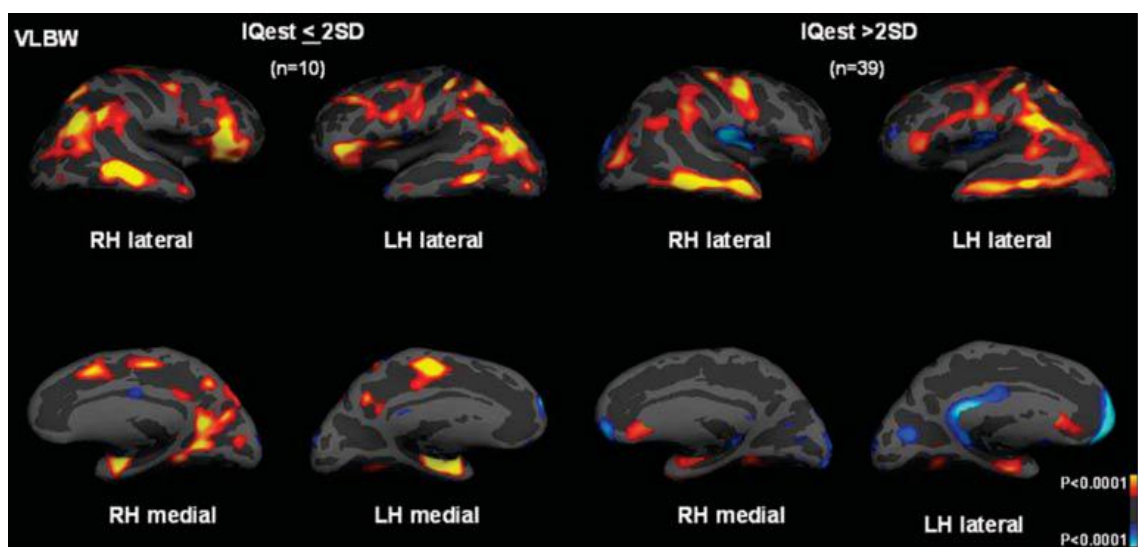 VLBW
IQest ≤ 2SD
(n=10)
IQest >2SD
(n=39)
RH lateral
LH lateral
RH lateral
LH lateral
RH medial
LH medial
RH medial
LH lateral
P<0.0001
P<0.0001